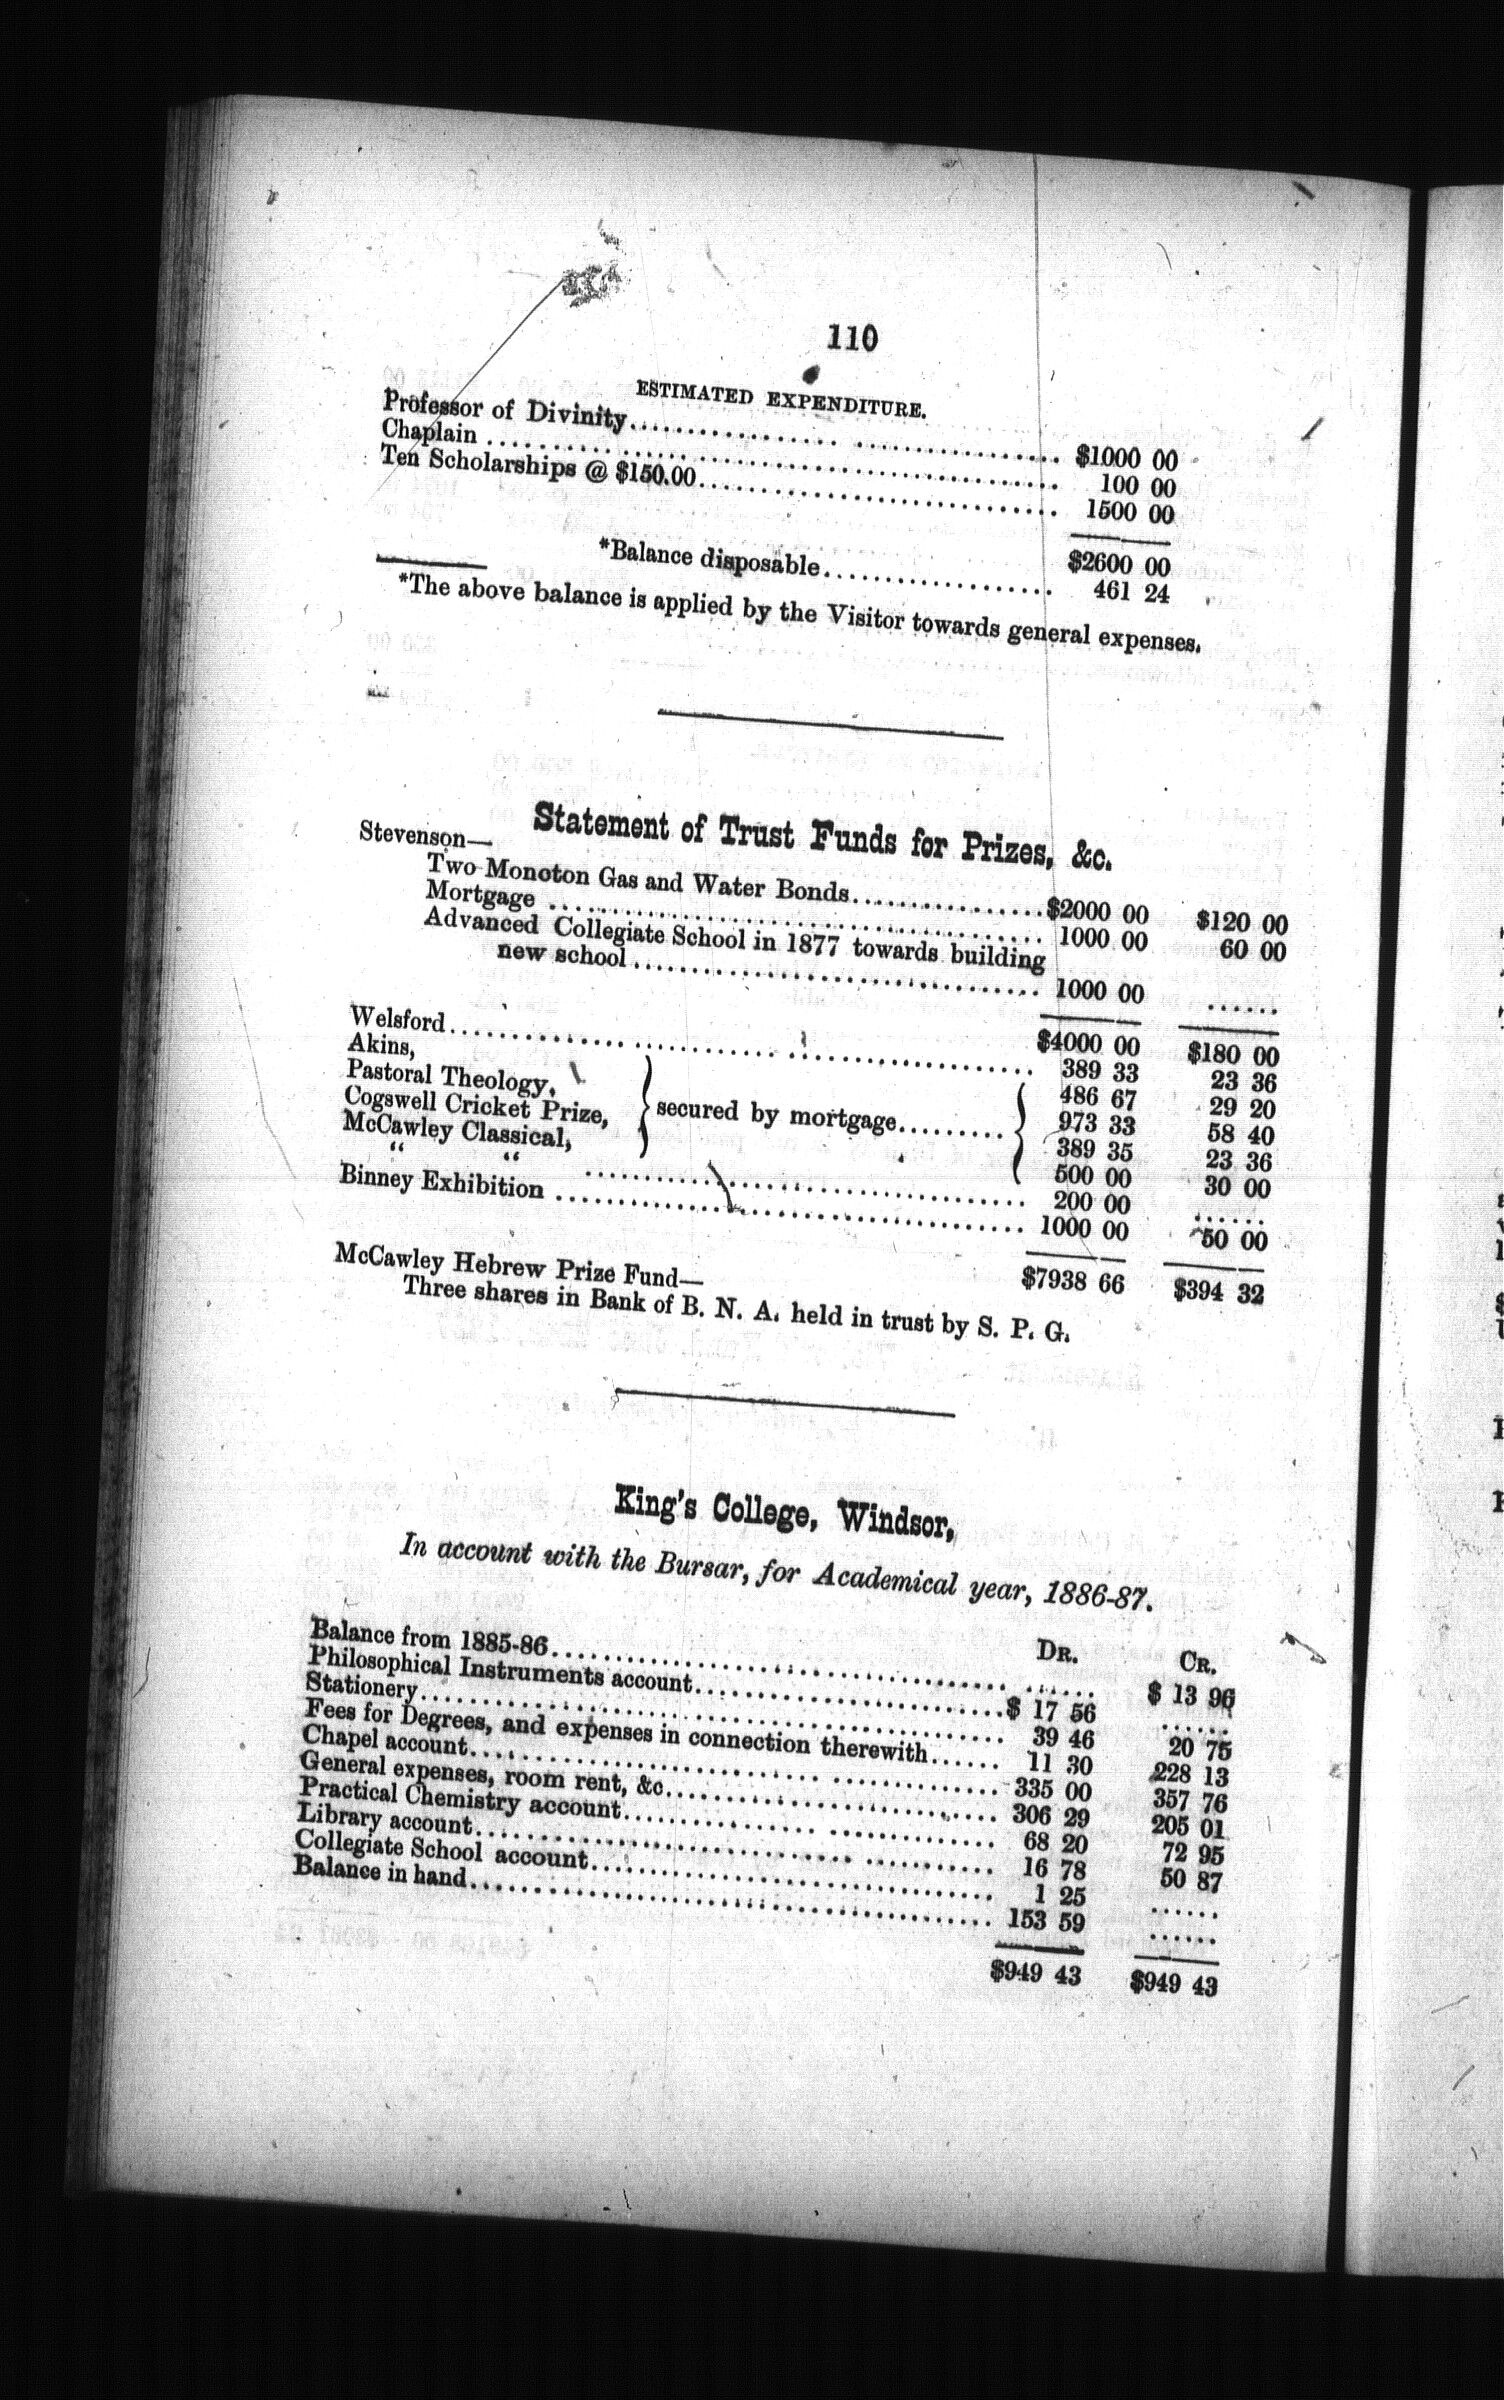 110
ESTIMATED EXPENDITURE.
Professor of Divinity................ ................ $1000 00
Chaplain ............................................ 100 00
Ten Scholarships @ $150.00............................ 1500 00
$2600 00
*Balance disposable.................. 461 24
*The above balance is applied by the Visitor towards general expenses.
Statement of Trust Funds for Prizes, &c.
Stevenson—
Two Moncton Gas and Water Bonds................$2000 00 $120 00
Mortgage ...................................... 1000 00 60 00
Advanced Collegiate School in 1877 towards building
new school................................ 1000 00 ......
$4000 00 $180 00
Welsford.............. ........... ................... 389 33 23 36
Akins, 486 67 29 20
Pastoral Theology, 973 33 58 40
Cogswell Cricket Prize, } secured by mortgage......... { 389 35 23 36
McCawley Classical, 500 00 30 00
“ “ .................................. 200 00 ......
Binney Exhibition .................................... 1000 00 50 00
$7938 66 $394 32
McCawley Hebrew Prize Fund—
Three shares in Bank of B. N. A. held in trust by S. P. G.
King's College, Windsor,
In account with the Bursar, for Academical year, 1886-87.
DR. CR.
Balance from 1885-86................................... ...... $ 13 96
Philosophical Instruments account........................$ 17 56 ......
Stationery............................................. 39 46 20 75
Fees for Degrees, and expenses in connection therewith...... 11 30 228 13
Chapel account........................... ............. 335 00 357 76
General expenses, room rent, &c.......................... 306 29 205 01
Practical Chemistry account............... ............. 68 20 72 95
Library account............................. .......... 16 78 50 87
Collegiate School account............................... 1 25 ......
Balance in hand........................................ 153 59 ......
$949 43 $949 43